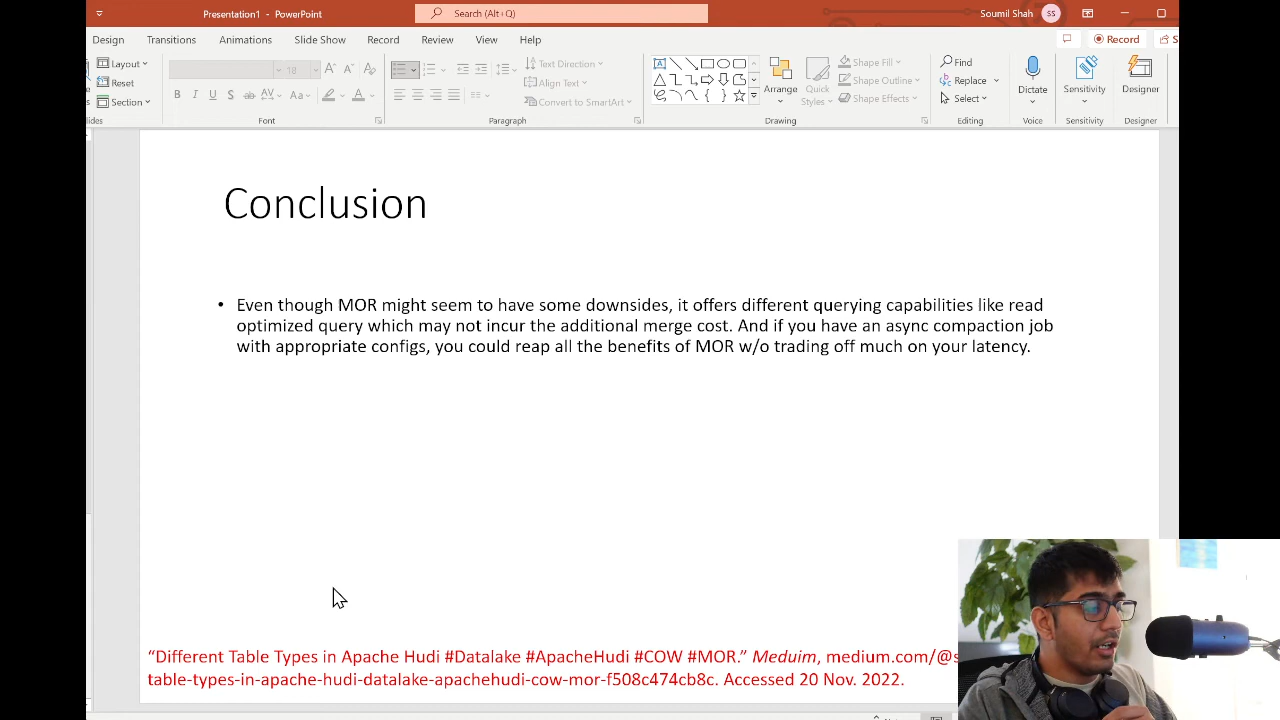 Presentation1 - PowerPoint
Search (Alt+Q)
Soumil Shah
SS
Design
Transitions
Animations
Slide Show
Record
Review
View
Help
Record
S
Layout
Reset
Section
lides
18
B I U S ab AV Aa A
Font
Text Direction
Align Text
Convert to SmartArt
Paragraph
Arrange
Quick
Styles
Shape Fill
Shape Outline
Shape Effects
Drawing
Find
Replace
Select
Editing
Dictate
Voice
Sensitivity
Sensitivity
Designer
Designer
Conclusion
• Even though MOR might seem to have some downsides, it offers different querying capabilities like read
optimized query which may not incur the additional merge cost. And if you have an async compaction job
with appropriate configs, you could reap all the benefits of MOR w/o trading off much on your latency.
“Different Table Types in Apache Hudi #Datalake #ApacheHudi #COW #MOR.” Meduim, medium.com/@s
table-types-in-apache-hudi-datalake-apachehudi-cow-mor-f508c474cb8c. Accessed 20 Nov. 2022.